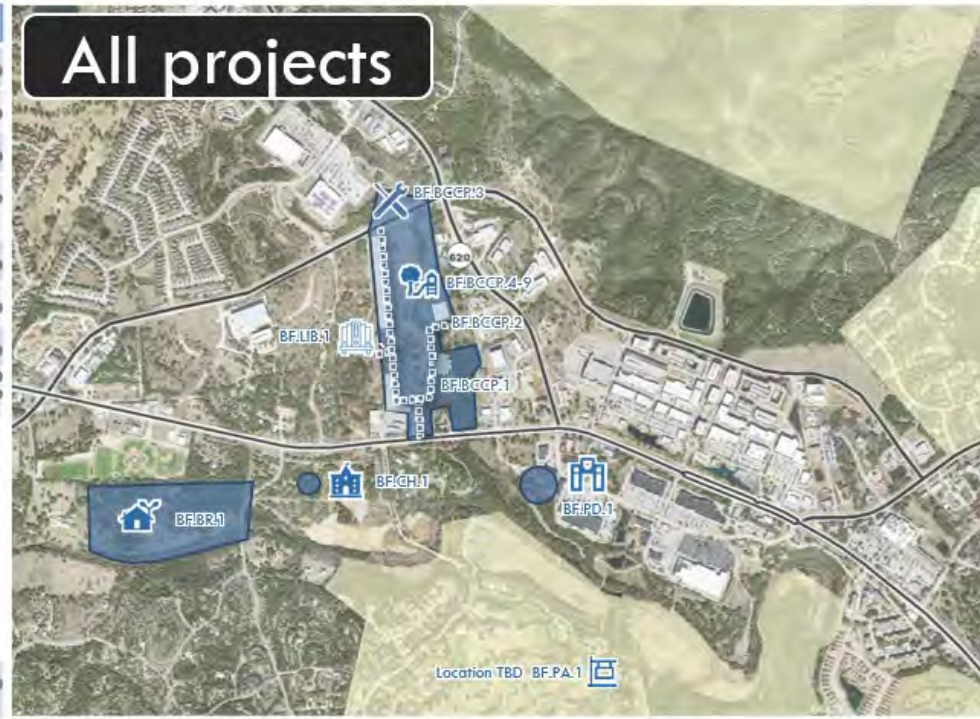 All projects
BF.BCCP.3
620
BF.BCCP.4-9
BF.BCCP.2
BF.LIB.1
BF.BCCP.1
BF.CH.1
BF.PD.1
BF.BR.1
Location TBD BF.PA.1